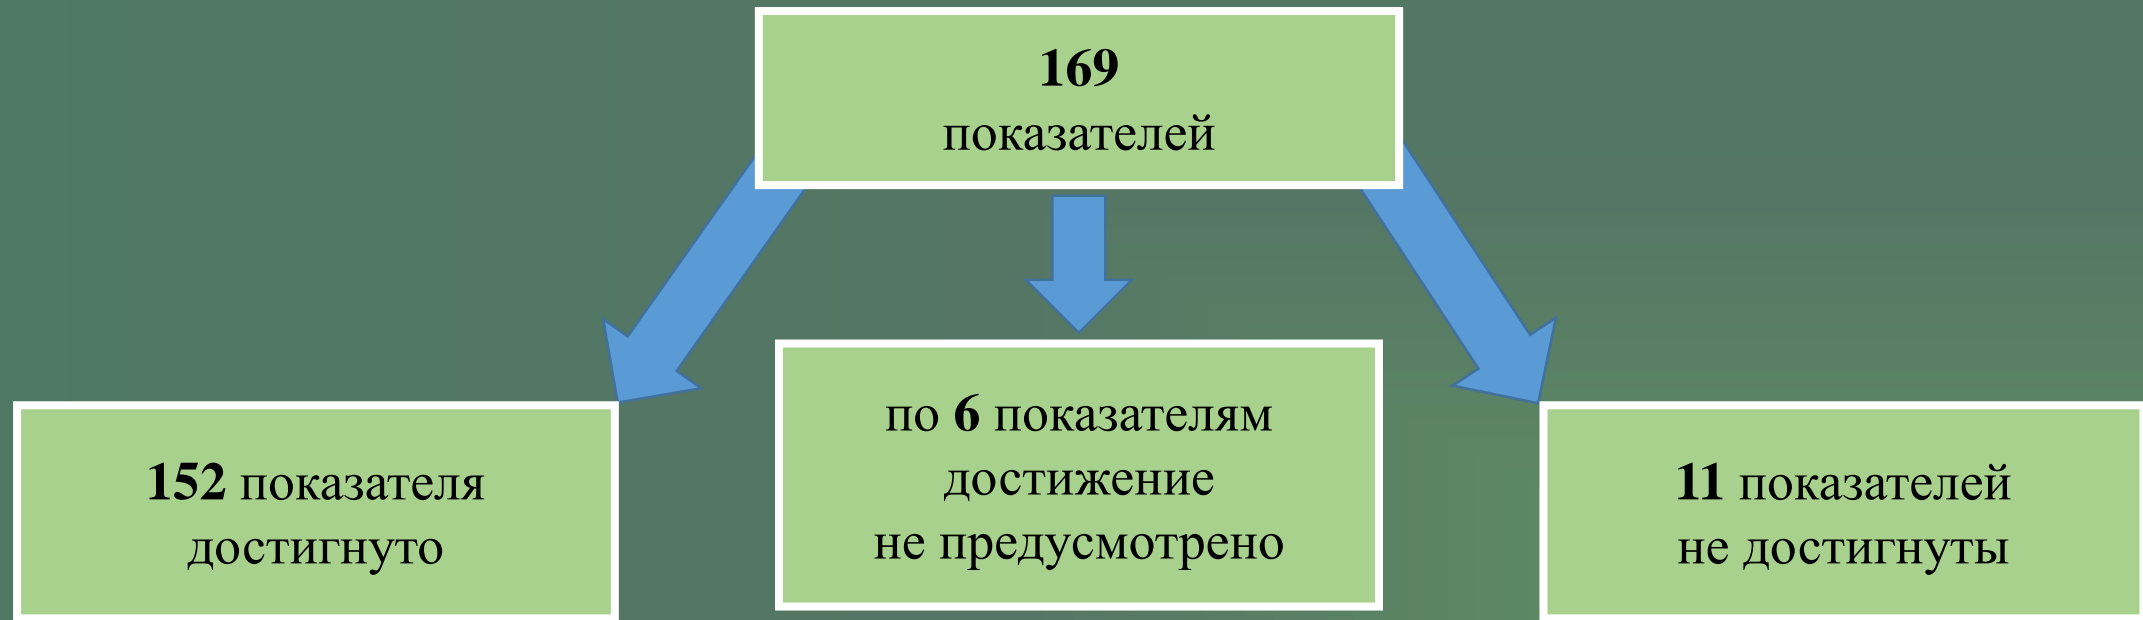 169
показателей
152 показателя
достигнуто
по 6 показателям
достижение
не предусмотрено
11 показателей
не достигнуты